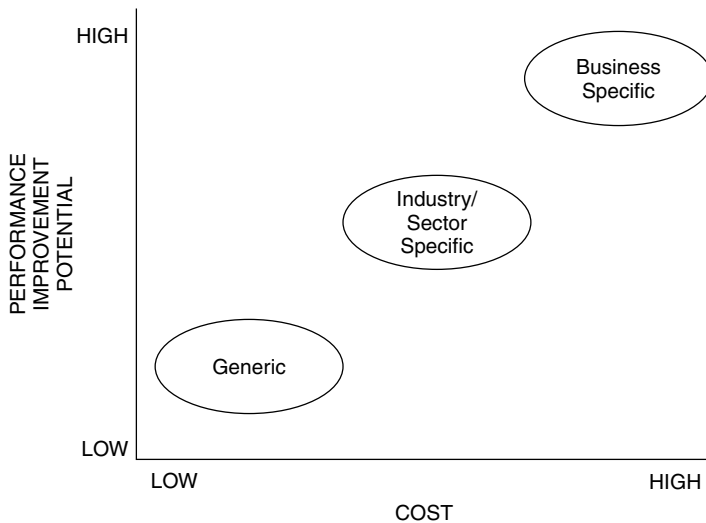 HIGH
Business
Specific
PERFORMANCE
IMPROVEMENT
POTENTIAL
Industry/
Sector
Specific
Generic
LOW
LOW
HIGH
COST